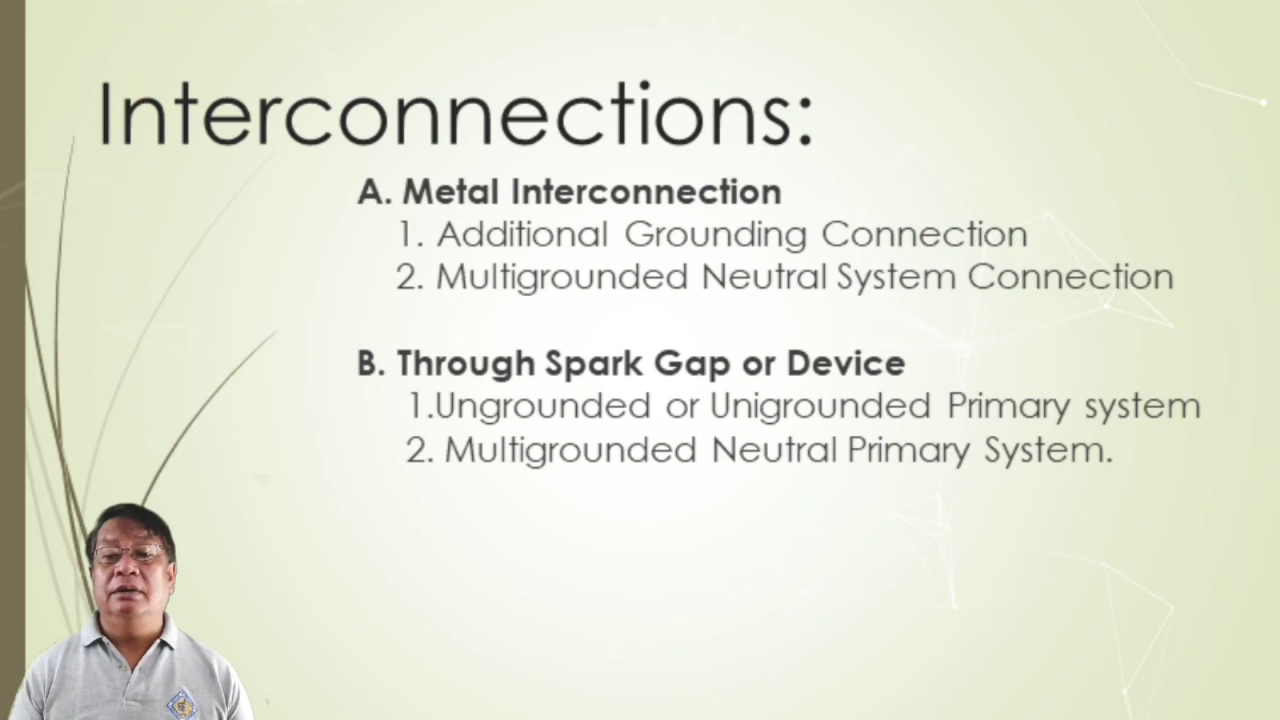 Interconnections:
A. Metal Interconnection
1. Additional Grounding Connection
2. Multigrounded Neutral System Connection
B. Through Spark Gap or Device
1.Ungrounded or Unigrounded Primary system
2. Multigrounded Neutral Primary System.